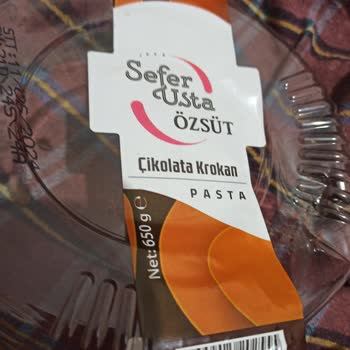 Sefer
Usta
ÖZSÜT
Çikolata Krokan
PASTA
Net: 650 g ℮